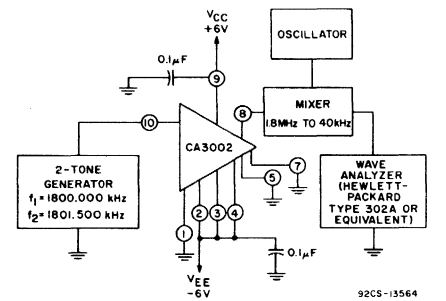 VCC
+6V
0.1µF
9
OSCILLATOR
10
CA3002
8
MIXER
1.8MHz TO 40kHz
7
5
2-TONE
GENERATOR
f1=1800.000 kHz
f2=1801.500 kHz
2
3
4
1
WAVE
ANALYZER
(HEWLETT-
PACKARD
TYPE 302A OR
EQUIVALENT)
0.1µF
VEE
-6V
92CS-13564